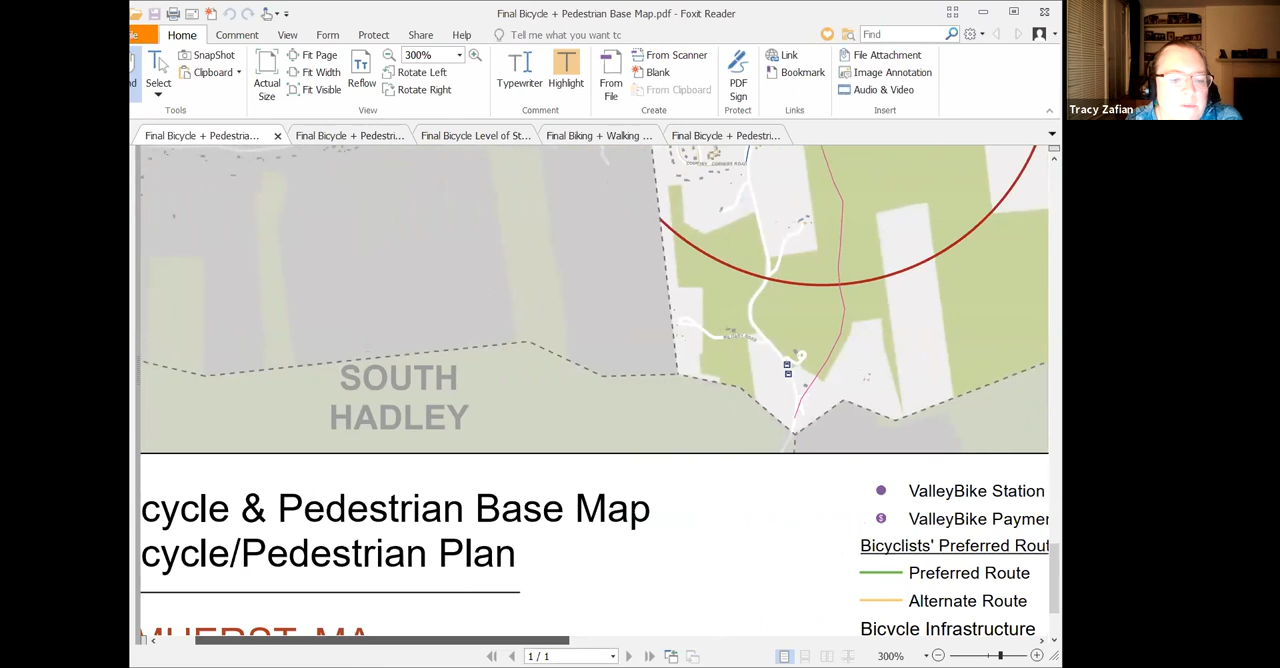 Final Bicycle + Pedestrian Base Map.pdf - Foxit Reader
Home Comment View Form Protect Share Help Tell me what you want tc Find
SnapShot
Clipboard
Select
Tools
Actual Size
Fit Page
Fit Width
Fit Visible
Reflow
300%
Rotate Left
Rotate Right
View
Typewriter
Highlight
Comment
From File
From Scanner
Blank
From Clipboard
Create
PDF Sign
Protect
Link
Bookmark
Links
File Attachment
Image Annotation
Audio & Video
Insert
Tracy Zafian
Final Bicycle + Pedestria... Final Bicycle + Pedestri... Final Bicycle Level of St... Final Biking + Walking ... Final Bicycle + Pedestri...
SOUTH
HADLEY
cycle & Pedestrian Base Map
cycle/Pedestrian Plan
MHERST, MA
ValleyBike Station
ValleyBike Paymer
Bicyclists' Preferred Rout
Preferred Route
Alternate Route
Bicycle Infrastructure
1 / 1
300%